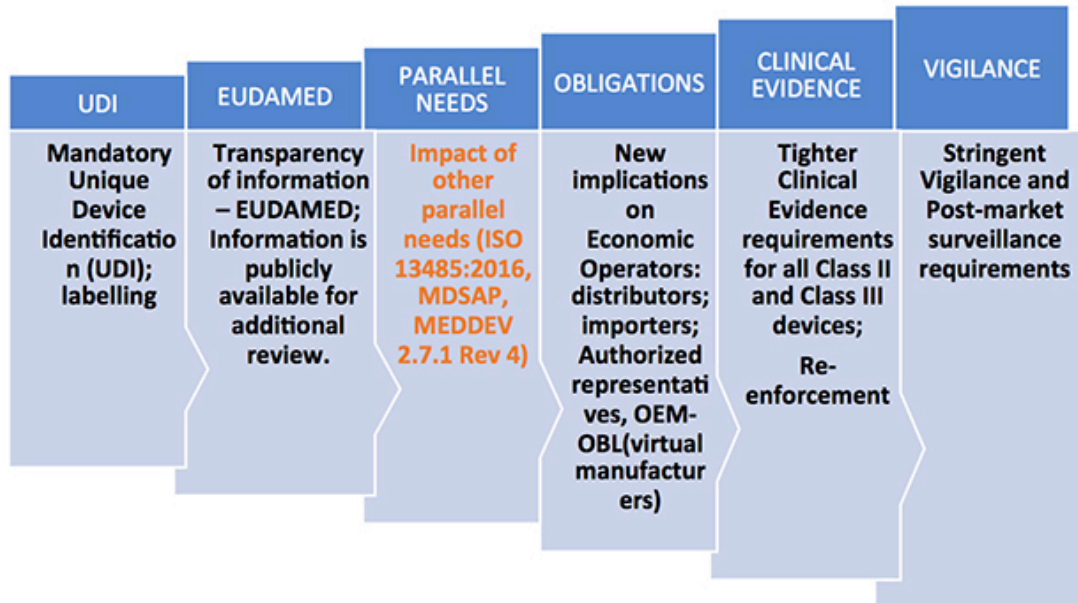 UDI
Mandatory
Unique
Device
Identificatio
n (UDI);
labelling
EUDAMED
Transparency
of information
– EUDAMED;
Information is
publicly
available for
additional
review.
PARALLEL
NEEDS
Impact of
other
parallel
needs (ISO
13485:2016,
MDSAP,
MEDDEV
2.7.1 Rev 4)
OBLIGATIONS
New
implications
on
Economic
Operators:
distributors;
importers;
Authorized
representati
ves, OEM-
OBL(virtual
manufactur
ers)
CLINICAL
EVIDENCE
Tighter
Clinical
Evidence
requirements
for all Class II
and Class III
devices;
Re-
enforcement
VIGILANCE
Stringent
Vigilance and
Post-market
surveillance
requirements